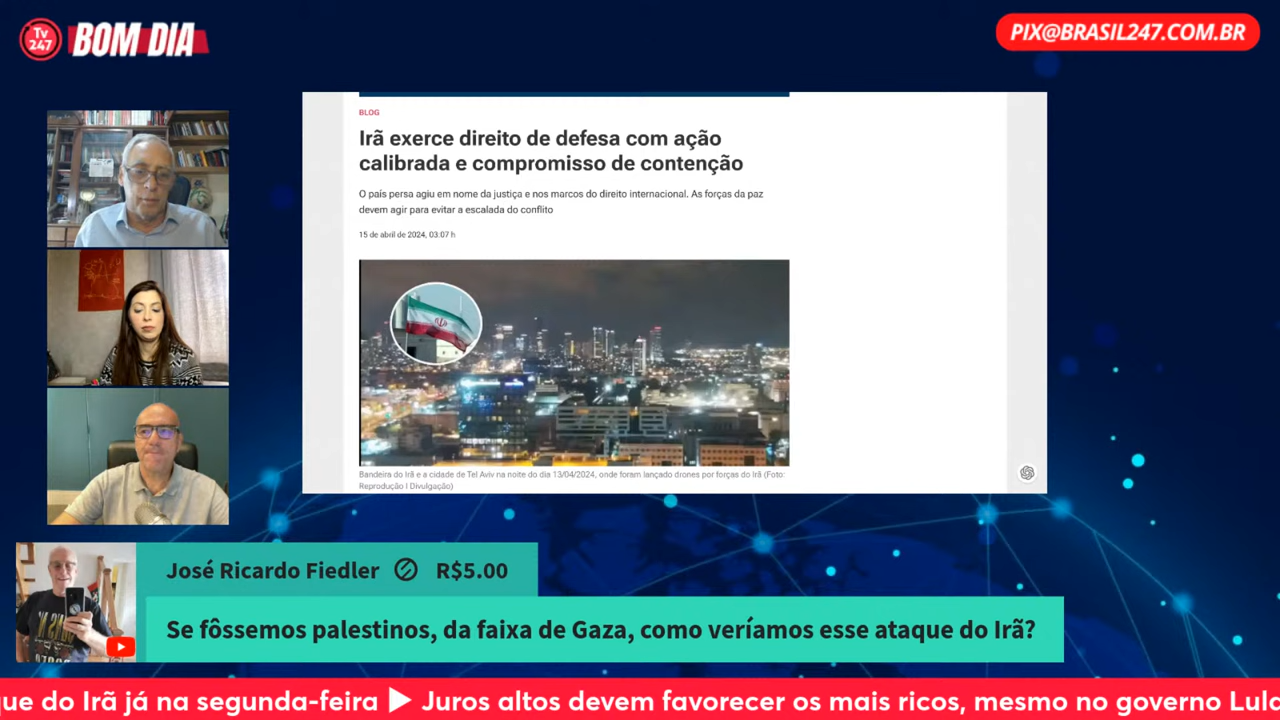 Tv
247
BOM DIA
PIX@BRASIL247.COM.BR
BLOG
Irã exerce direito de defesa com ação
calibrada e compromisso de contenção
O país persa agiu em nome da justiça e nos marcos do direito internacional. As forças da paz
devem agir para evitar a escalada do conflito
15 de abril de 2024, 03:07 h
Bandeira do Irã e a cidade de Tel Aviv na noite do dia 13/04/2024, onde foram lançado drones por forças do Irã (Foto:
Reprodução I Divulgação)
José Ricardo Fiedler R$5.00
Se fôssemos palestinos, da faixa de Gaza, como veríamos esse ataque do Irã?
que do Irã já na segunda-feira ▶ Juros altos devem favorecer os mais ricos, mesmo no governo Lula